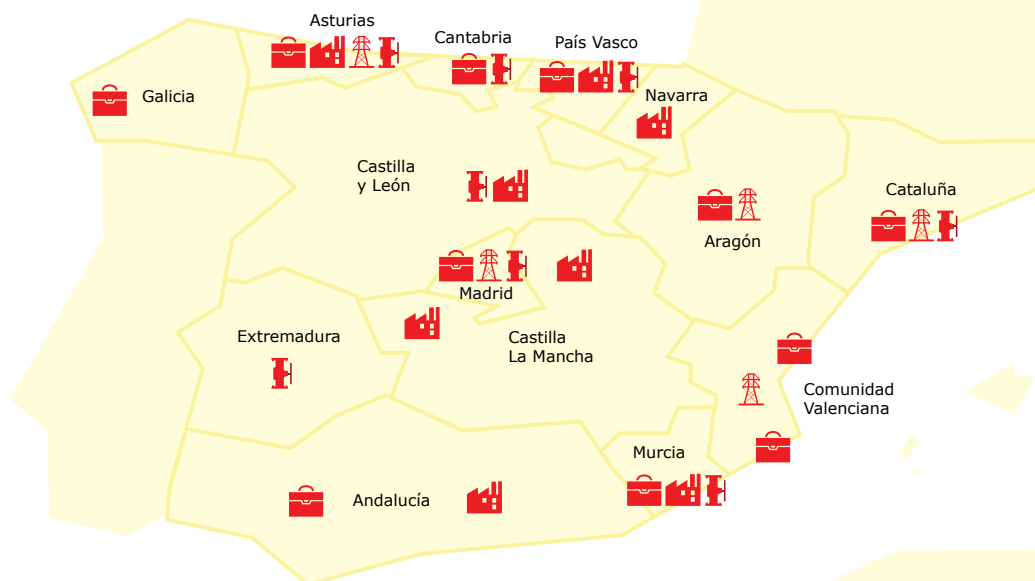 Asturias
Cantabria
País Vasco
Galicia
Navarra
Castilla
y León
Cataluña
Aragón
Madrid
Extremadura
Castilla
La Mancha
Comunidad
Valenciana
Murcia
Andalucía